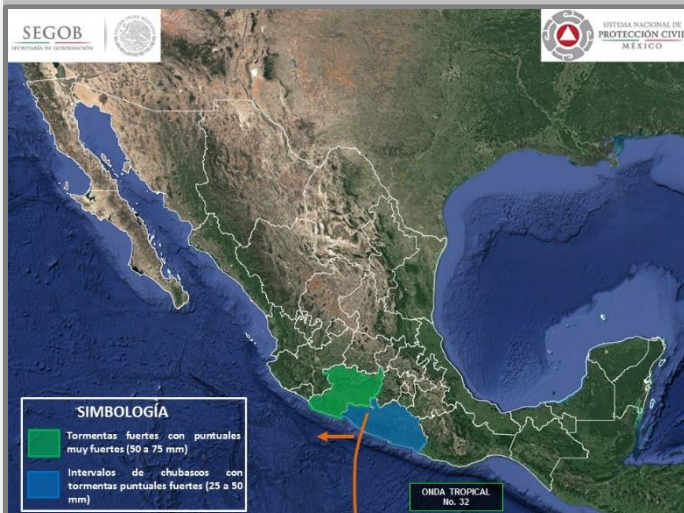 SEGOB
SECRETARÍA DE GOBERNACIÓN
SISTEMA NACIONAL DE
PROTECCIÓN CIVIL
MÉXICO
SIMBOLOGÍA
Tormentas fuertes con puntuales
muy fuertes (50 a 75 mm)
Intervalos de chubascos con
tormentas puntuales fuertes (25 a 50
mm)
ONDA TROPICAL
No. 32